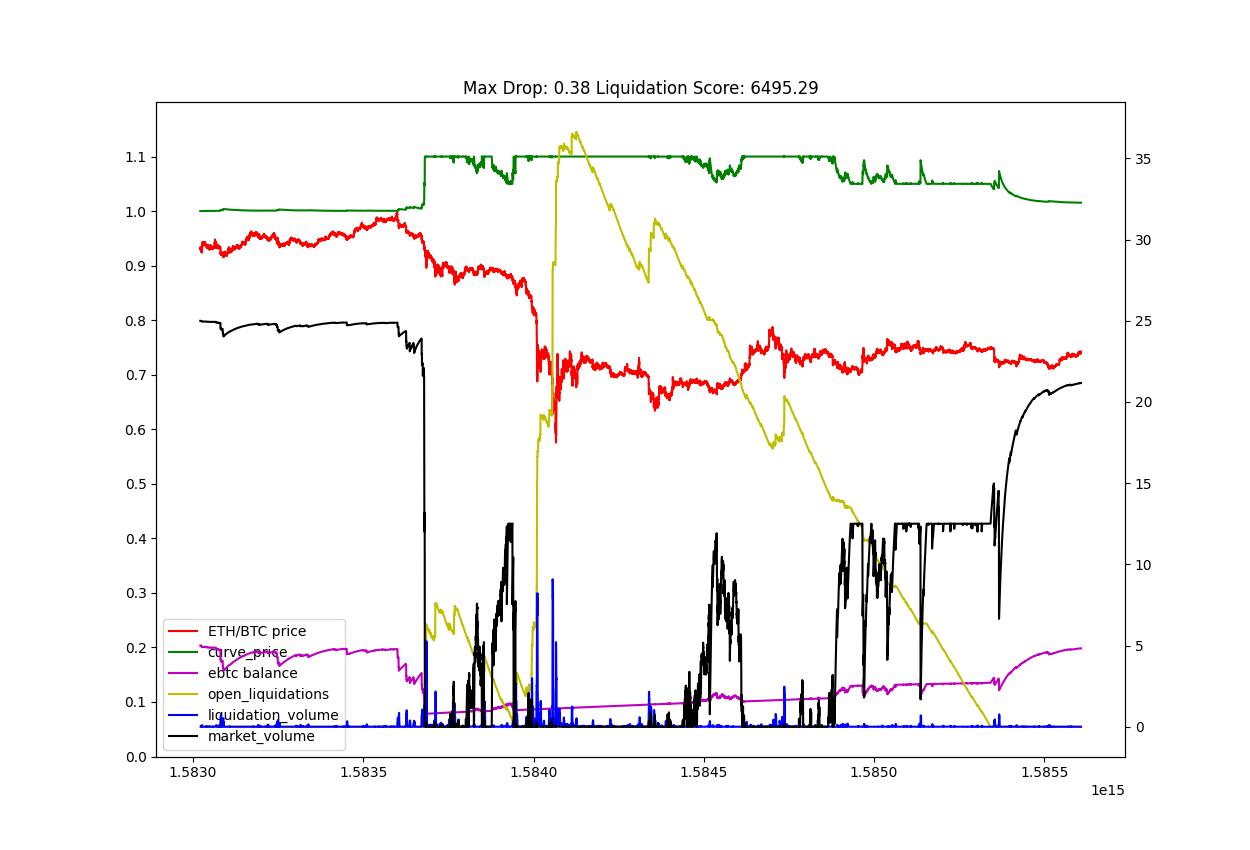 Max Drop: 0.38 Liquidation Score: 6495.29
1.1
1.0
0.9
0.8
0.7
0.6
0.5
0.4
0.3
0.2
0.1
0.0
35
30
25
20
15
10
5
0
ETH/BTC price
curve_price
ebtc balance
open_liquidations
liquidation_volume
market_volume
1.5830 1.5835 1.5840 1.5845 1.5850 1.5855
1e15